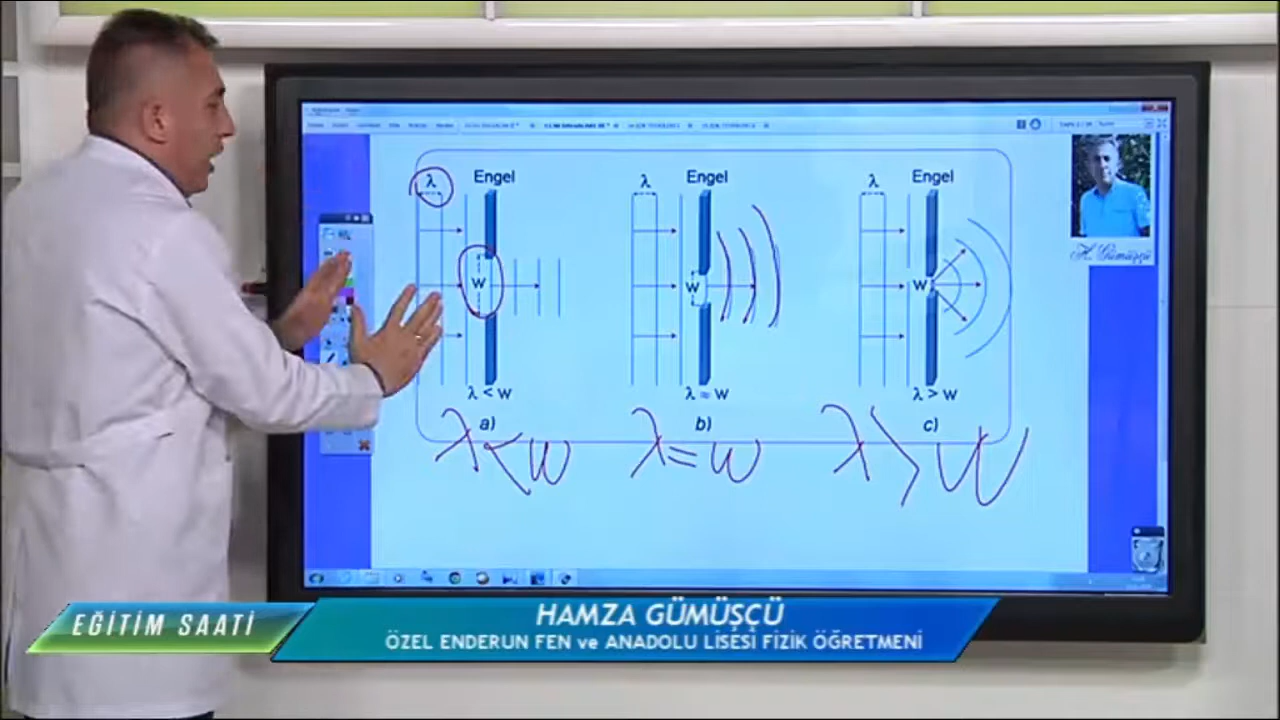 λ Engel
w
λ < w
a)
λ<w
λ Engel
w
λ ≈ w
b)
λ=w
λ Engel
w
λ > w
c)
λ>w
H. Gümüşçü
EĞİTİM SAATİ
HAMZA GÜMÜŞÇÜ
ÖZEL ENDERUN FEN ve ANADOLU LİSESİ FİZİK ÖĞRETMENİ